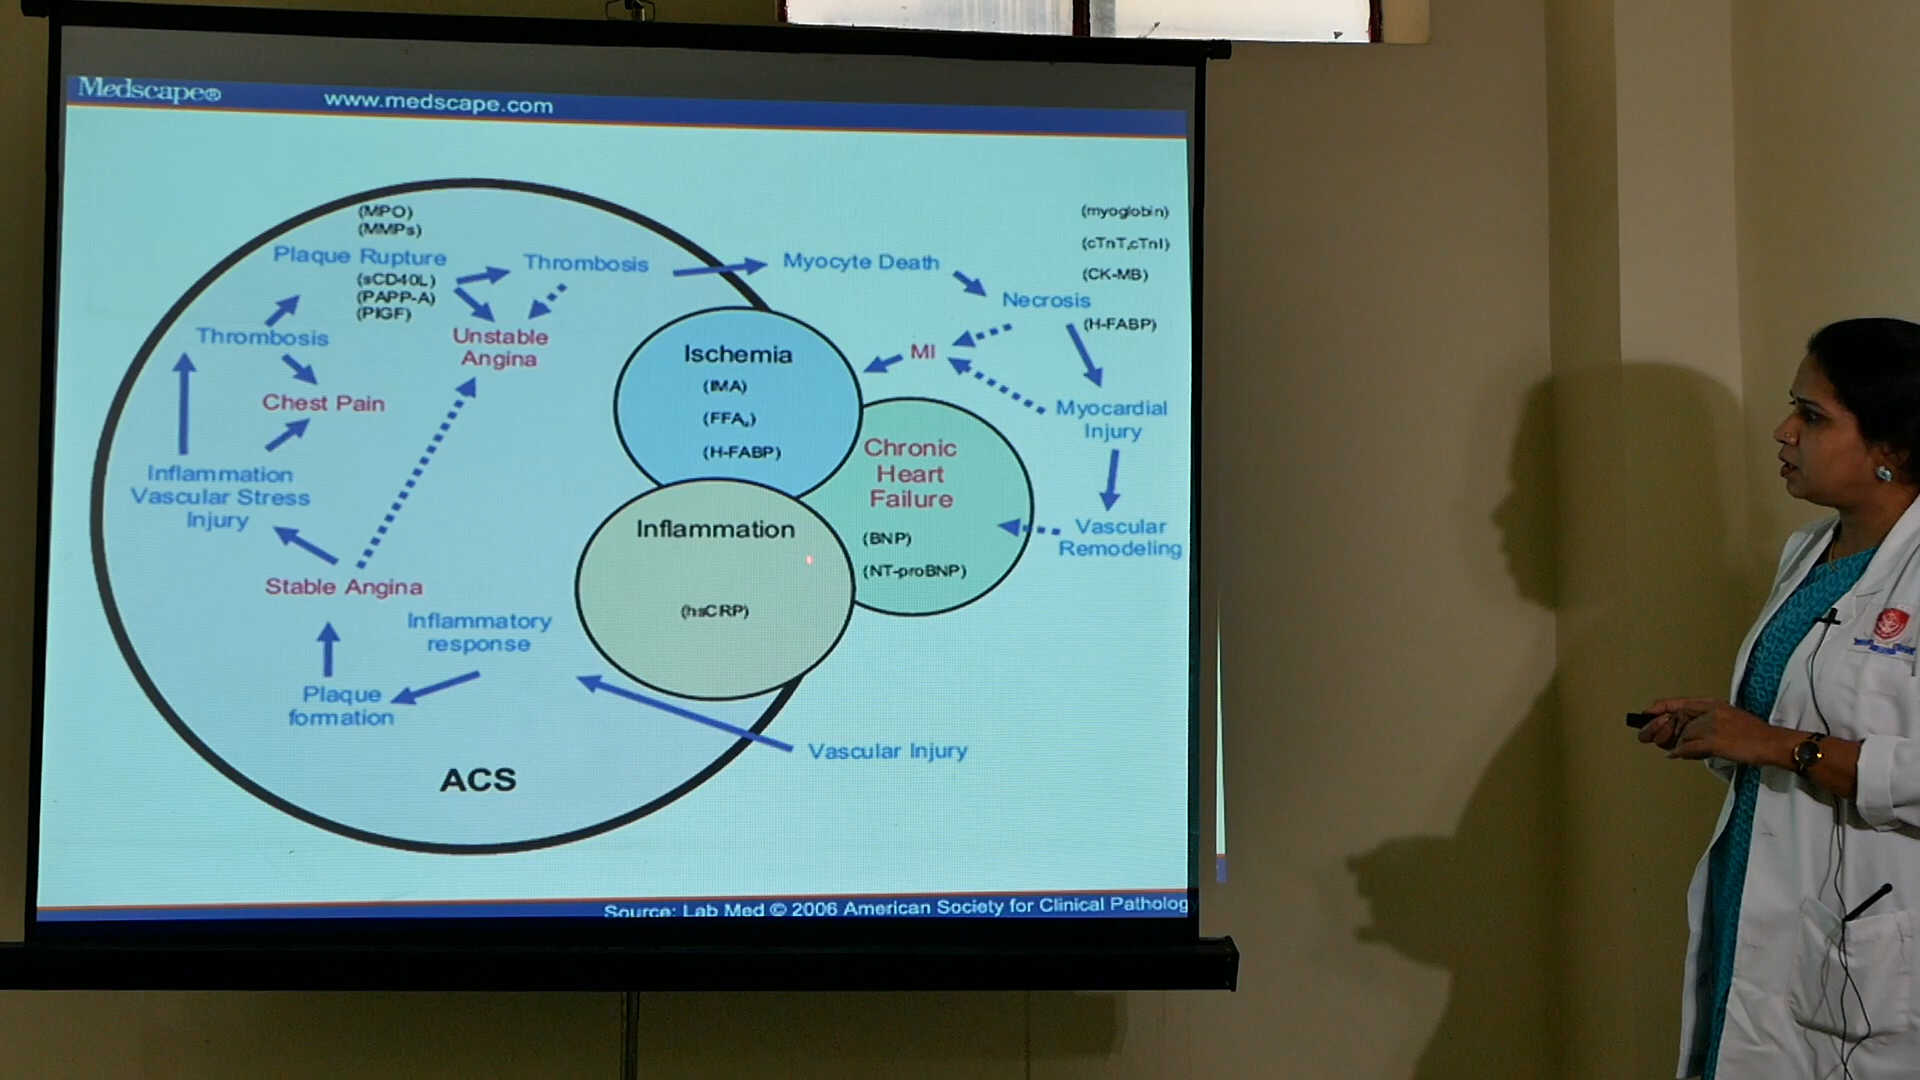 Medscape®
www.medscape.com
(MPO)
(MMPs)
Plaque Rupture
(sCD40L)
(PAPP-A)
(PlGF)
Thrombosis
Unstable
Angina
Thrombosis
Chest Pain
Inflammation
Vascular Stress
Injury
Stable Angina
Inflammatory
response
Plaque
formation
ACS
Vascular Injury
Ischemia
(IMA)
(FFAu)
(H-FABP)
Inflammation
(hsCRP)
Chronic
Heart
Failure
(BNP)
(NT-proBNP)
Myocyte Death
Necrosis
(myoglobin)
(cTnT,cTnI)
(CK-MB)
(H-FABP)
MI
Myocardial
Injury
Vascular
Remodeling
Source: Lab Med © 2006 American Society for Clinical Patholog